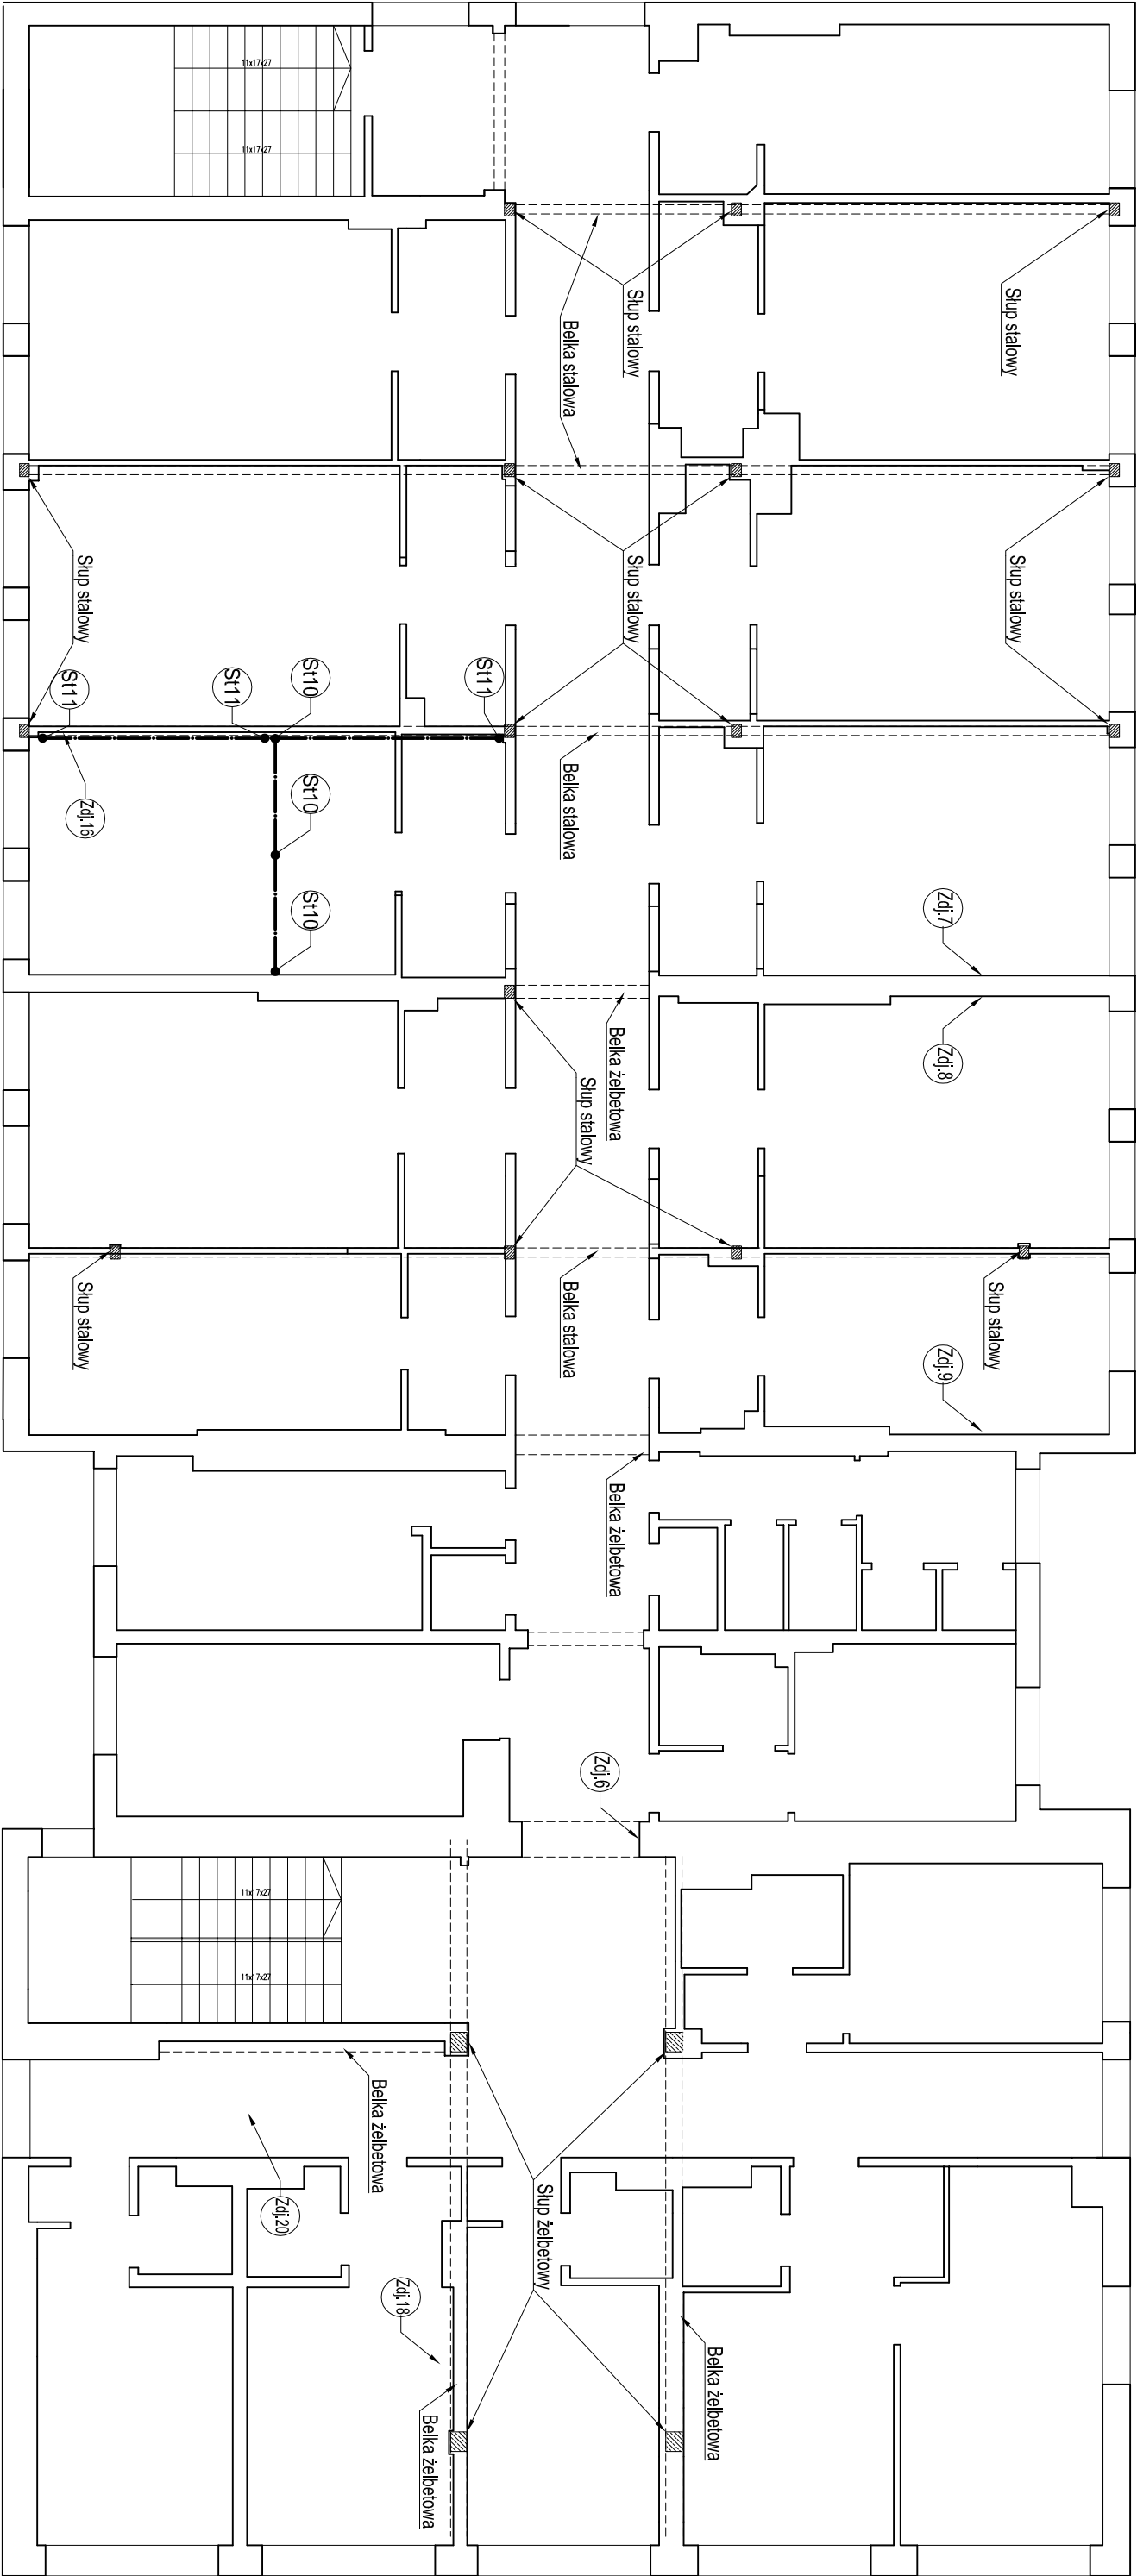 11x17x27
11x17x27
Słup stalowy
Słup stalowy
Belka stalowa
Słup stalowy
Słup stalowy
Słup stalowy
St11
St11
St10
St11
Zdj.16
St10
Belka stalowa
St10
Zdj.7
Zdj.8
Belka żelbetowa
Słup stalowy
Słup stalowy
Belka stalowa
Słup stalowy
Zdj.9
Belka żelbetowa
Zdj.6
11x17x27
11x17x27
Belka żelbetowa
Zdj.20
Słup żelbetowy
Zdj.18
Belka żelbetowa
Belka żelbetowa